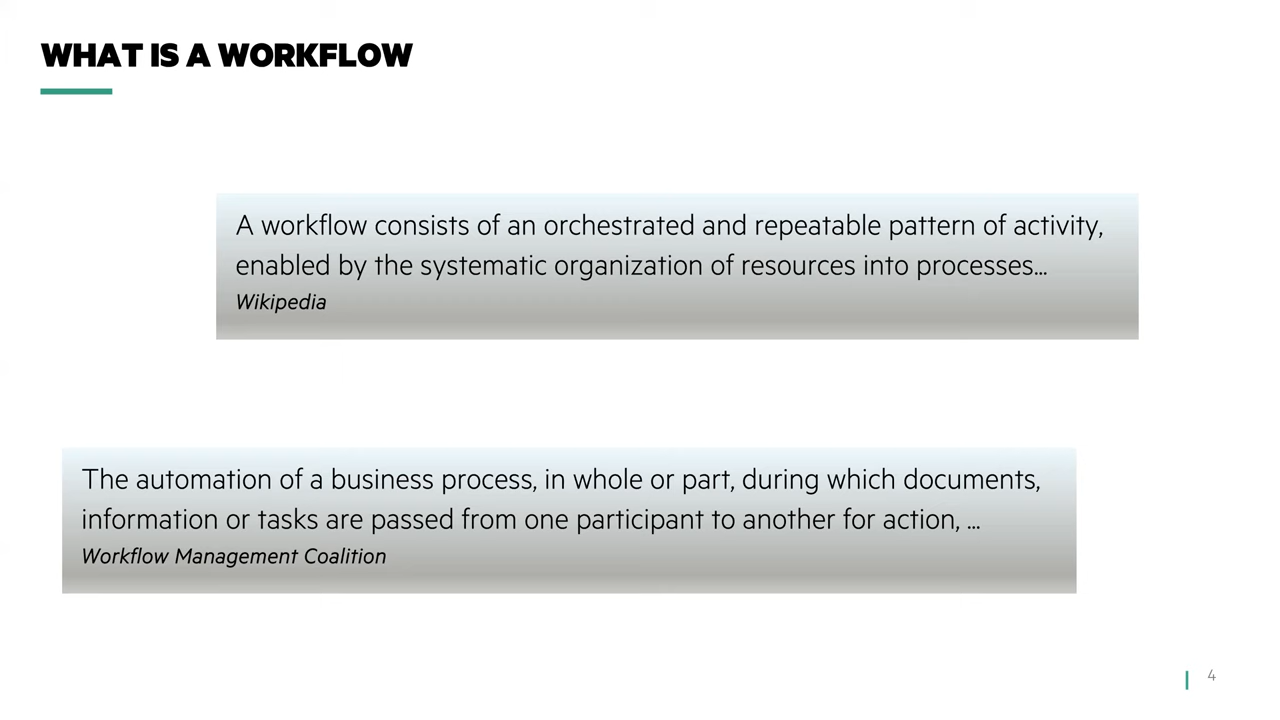 WHAT IS A WORKFLOW
A workflow consists of an orchestrated and repeatable pattern of activity,
enabled by the systematic organization of resources into processes...
Wikipedia
The automation of a business process, in whole or part, during which documents,
information or tasks are passed from one participant to another for action, ...
Workflow Management Coalition
4